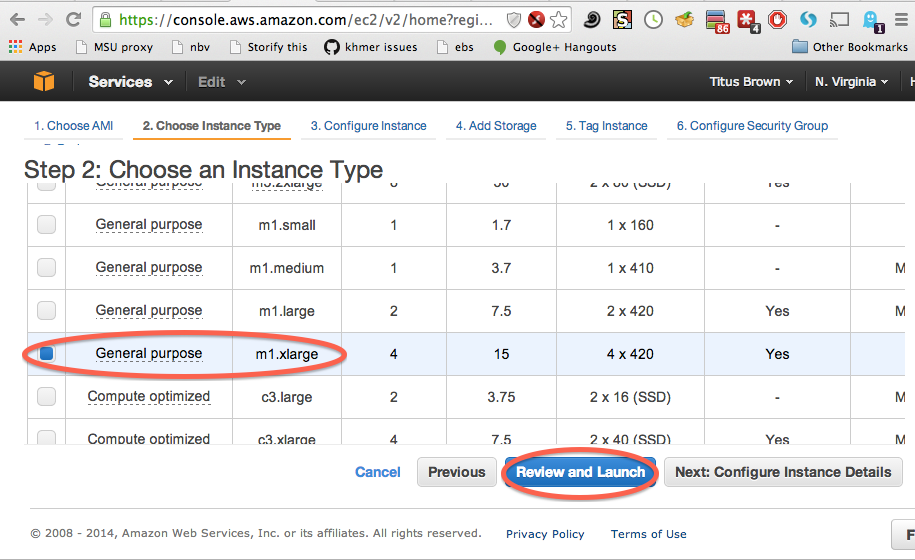 https://console.aws.amazon.com/ec2/v2/home?regi...
86 4 1
Apps MSU proxy nbv Storify this khmer issues ebs Google+ Hangouts Other Bookmarks
Services Edit Titus Brown N. Virginia H
1. Choose AMI 2. Choose Instance Type 3. Configure Instance 4. Add Storage 5. Tag Instance 6. Configure Security Group
Step 2: Choose an Instance Type
General purpose m3.2xlarge 8 30 2 x 80 (SSD) Yes
General purpose m1.small 1 1.7 1 x 160 -
General purpose m1.medium 1 3.7 1 x 410 - M
General purpose m1.large 2 7.5 2 x 420 Yes M
General purpose m1.xlarge 4 15 4 x 420 Yes
Compute optimized c3.large 2 3.75 2 x 16 (SSD) - M
Compute optimized c3.xlarge 4 7.5 2 x 40 (SSD) Yes M
Cancel Previous Review and Launch Next: Configure Instance Details
© 2008 - 2014, Amazon Web Services, Inc. or its affiliates. All rights reserved. Privacy Policy Terms of Use F